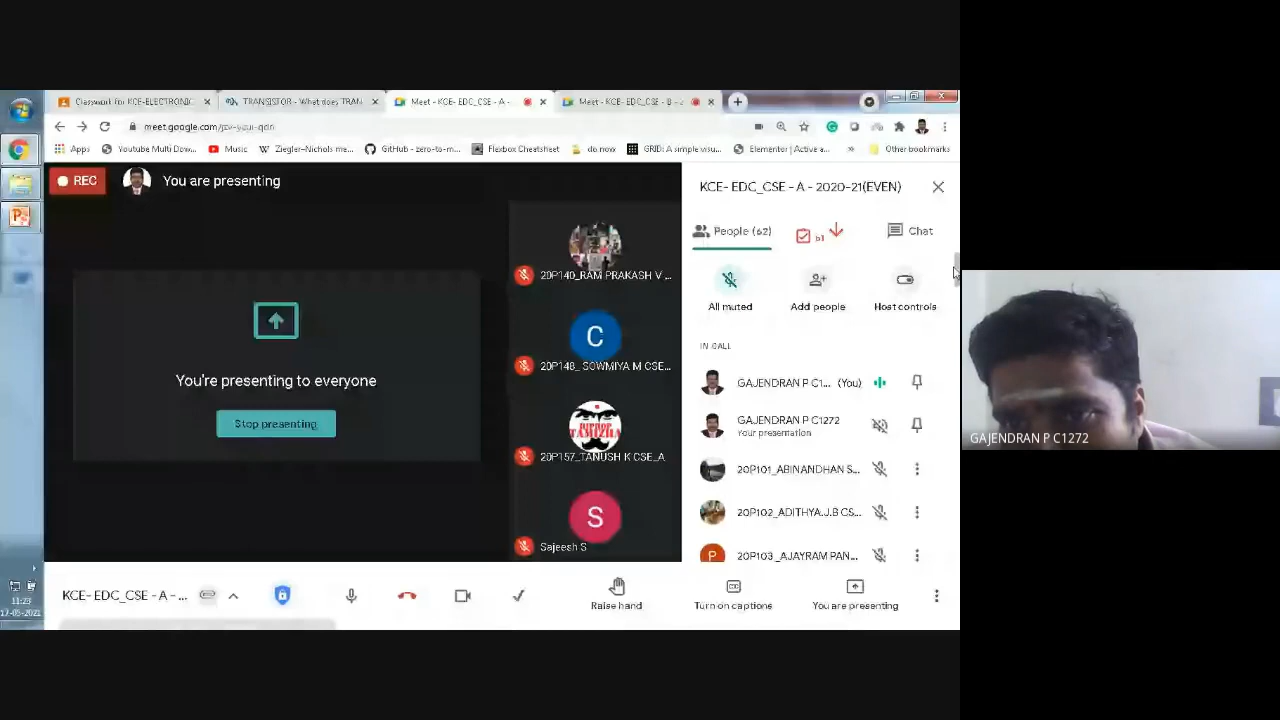 Classwork for KCE-ELECTRONIC
TRANSISTOR - What does TRAN
Meet - KCE- EDC_CSE - A -
Meet - KCE- EDC_CSE - B -
Apps
Youtube Multi Dow...
Music
Ziegler–Nichols me...
GitHub - zero-to-m...
Flexbox Cheatsheet
do now
GRID: A simple visu...
Elementor | Active a...
»
Other bookmarks
REC
You are presenting
You're presenting to everyone
Stop presenting
20P140_RAM PRAKASH V ...
C
20P148_ SOWMIYA M CSE...
HIPHOP
TAMIZHA
20P157_TANUSH K CSE_A
S
Sajeesh S
KCE- EDC_CSE - A - 2020-21(EVEN)
People (62)
Chat
All muted
Add people
Host controls
IN CALL
GAJENDRAN P C1... (You)
GAJENDRAN P C1272
Your presentation
20P101_ABINANDHAN S...
20P102_ADITHYA.J.B CS...
P
20P103_AJAYRAM PAN...
KCE- EDC_CSE - A - ...
Raise hand
CC
Turn on captions
You are presenting
11:23
17-05-2021
GAJENDRAN P C1272